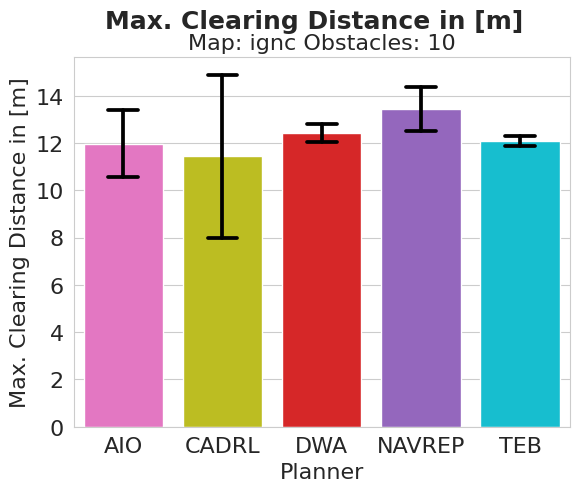 Max. Clearing Distance in [m]
Map: ignc Obstacles: 10
Max. Clearing Distance in [m]
14
12
10
8
6
4
2
0
AIO CADRL DWA NAVREP TEB
Planner